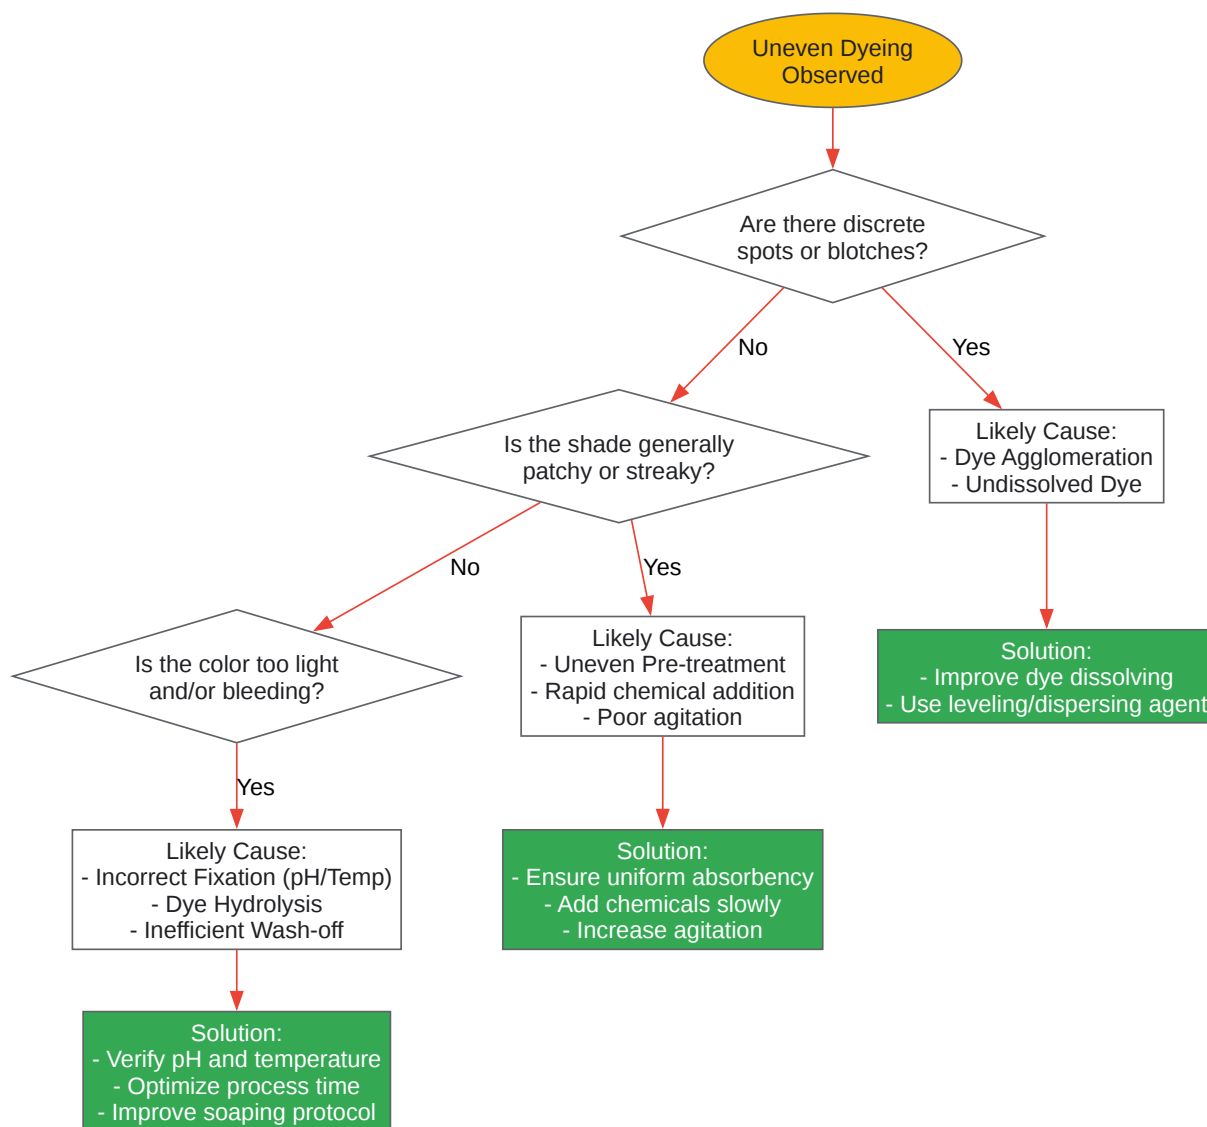 Uneven Dyeing
Observed
Are there discrete
spots or blotches?
No
Yes
Is the shade generally
patchy or streaky?
Likely Cause:
- Dye Agglomeration
- Undissolved Dye
No
Yes
Is the color too light
and/or bleeding?
Likely Cause:
- Uneven Pre-treatment
- Rapid chemical addition
- Poor agitation
Solution:
- Improve dye dissolving
- Use leveling/dispersing agent
Yes
Likely Cause:
- Incorrect Fixation (pH/Temp)
- Dye Hydrolysis
- Inefficient Wash-off
Solution:
- Ensure uniform absorbency
- Add chemicals slowly
- Increase agitation
Solution:
- Verify pH and temperature
- Optimize process time
- Improve soaping protocol